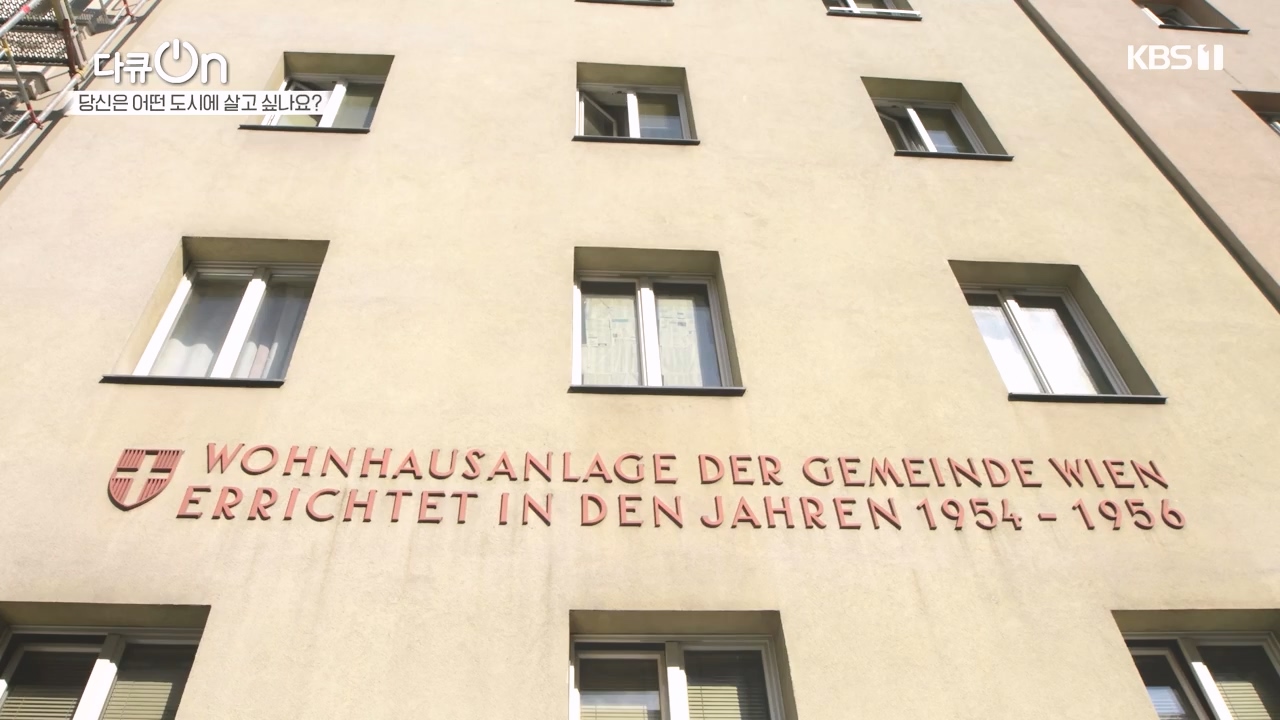 다큐On
KBS 1
당신은 어떤 도시에 살고 싶나요?
WOHNHAUSANLAGE DER GEMEINDE WIEN
ERRICHTET IN DEN JAHREN 1954 - 1956